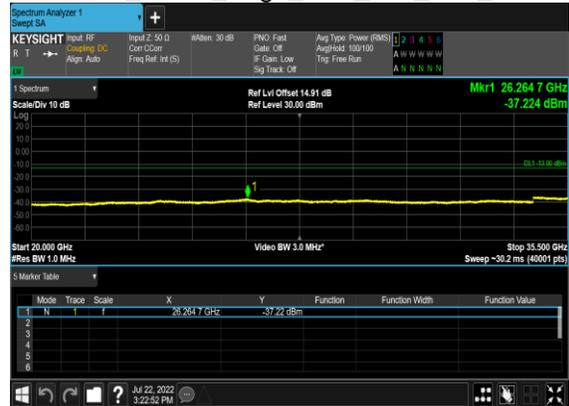 Spectrum Analyzer 1
Swept SA
+
KEYSIGHT Input: RF Input Z: 50 Ω #Atten: 30 dB PNO: Fast Avg Type: Power (RMS) 1 2 3 4 5 6
R T Coupling: DC Corr CCorr Gate: Off Avg|Hold: 100/100 A W W W W W
Align: Auto Freq Ref: Int (S) IF Gain: Low Trig: Free Run
Sig Track: Off A N N N N N
LV
1 Spectrum Ref Lvl Offset 14.91 dB Mkr1 26.264 7 GHz
Scale/Div 10 dB Ref Level 30.00 dBm -37.224 dBm
Log
20.0
10.0
0.00
-10.0 DL1 -13.00 dBm
-20.0
-30.0 1
-40.0
-50.0
-60.0
Start 20.000 GHz Video BW 3.0 MHz* Stop 35.500 GHz
#Res BW 1.0 MHz Sweep ~30.2 ms (40001 pts)
5 Marker Table
Mode Trace Scale X Y Function Function Width Function Value
1 N 1 f 26.264 7 GHz -37.22 dBm
2
3
4
5
6
? Jul 22, 2022
3:22:52 PM